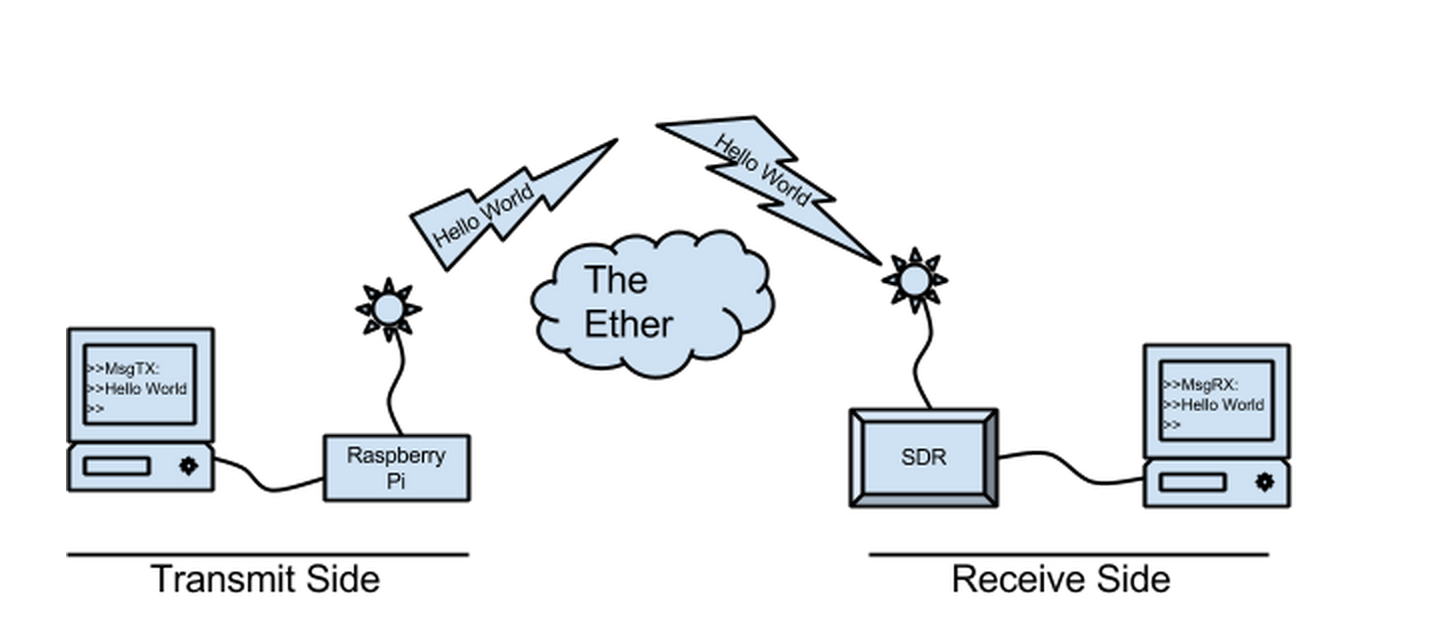 Hello World
Hello World
The
Ether
>>MsgTX:
>>Hello World
>>
Raspberry
Pi
SDR
>>MsgRX:
>>Hello World
>>
Transmit Side
Receive Side